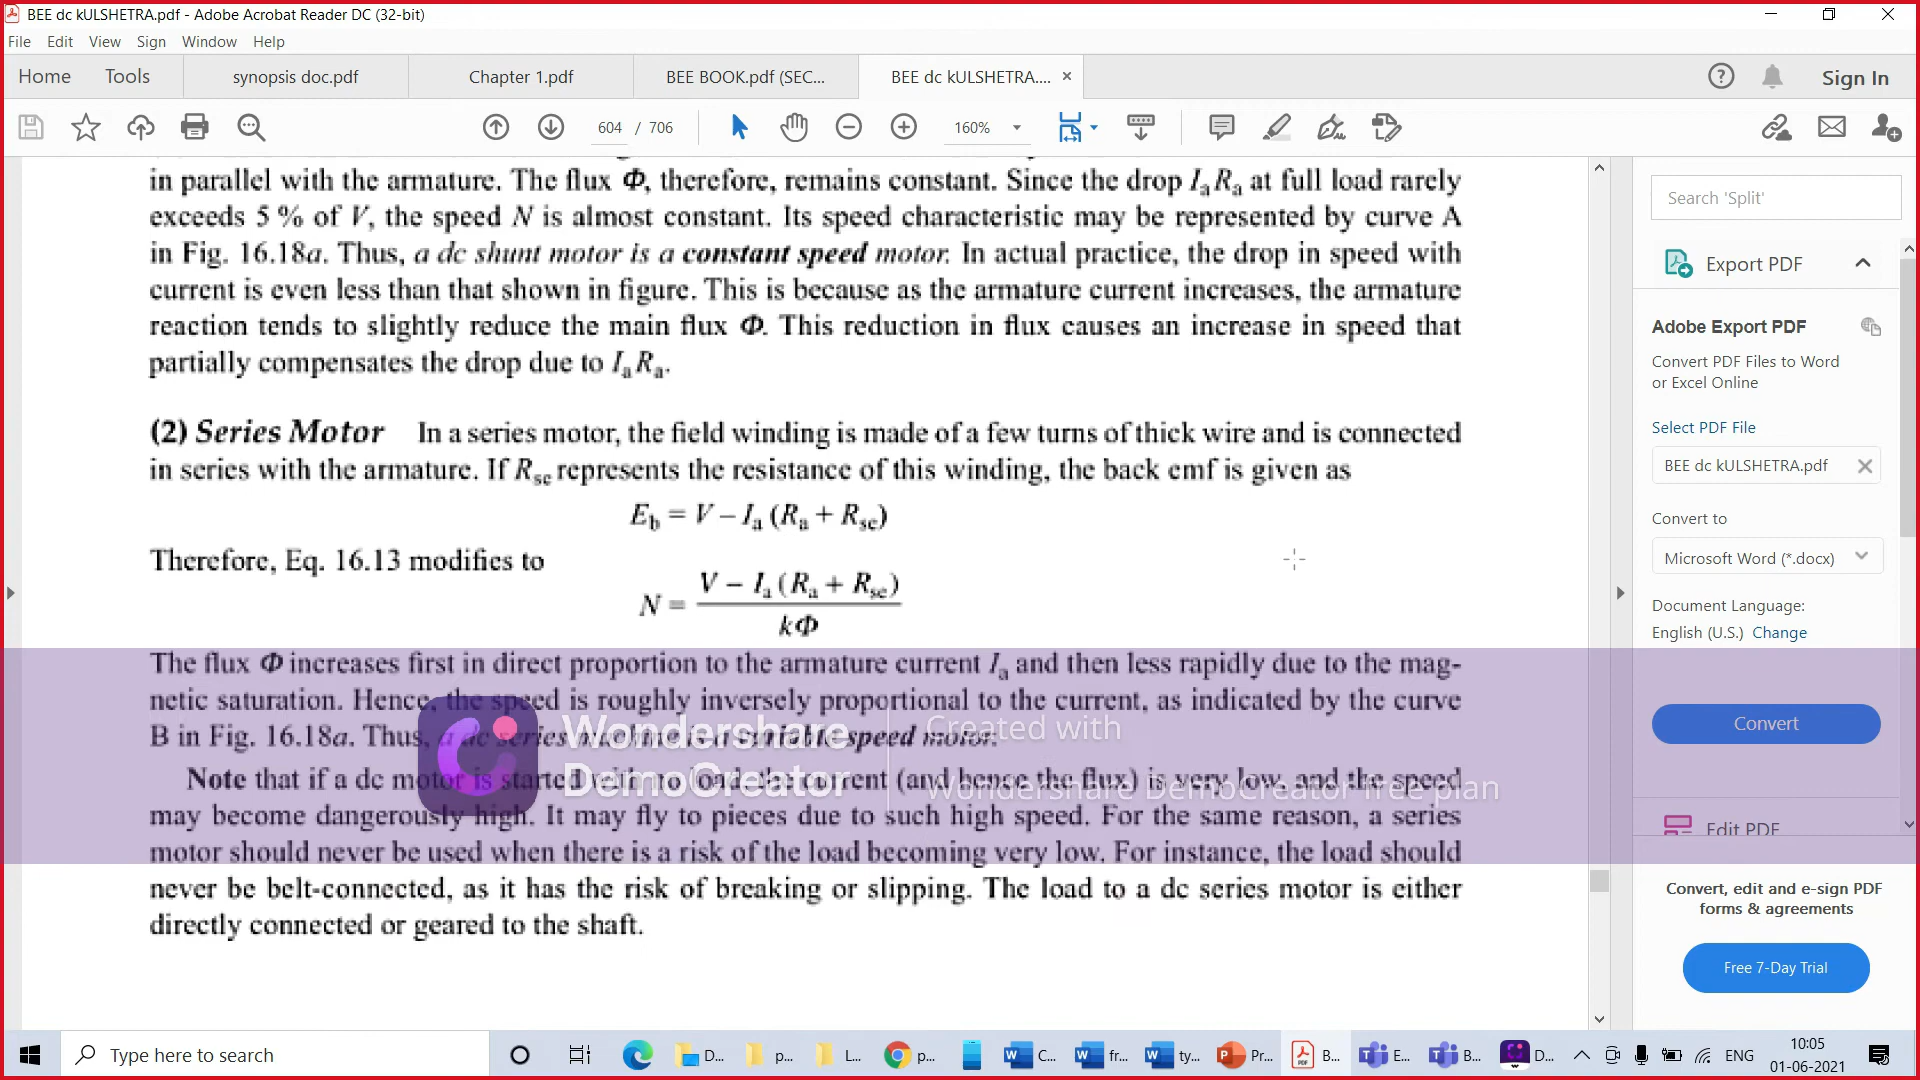 BEE dc kULSHETRA.pdf - Adobe Acrobat Reader DC (32-bit)
File Edit View Sign Window Help
Home Tools synopsis doc.pdf Chapter 1.pdf BEE BOOK.pdf (SEC... BEE dc kULSHETRA.... × Sign In
604 / 706 160%
in parallel with the armature. The flux Φ, therefore, remains constant. Since the drop IaRa at full load rarely
exceeds 5 % of V, the speed N is almost constant. Its speed characteristic may be represented by curve A
in Fig. 16.18a. Thus, a dc shunt motor is a constant speed motor. In actual practice, the drop in speed with
current is even less than that shown in figure. This is because as the armature current increases, the armature
reaction tends to slightly reduce the main flux Φ. This reduction in flux causes an increase in speed that
partially compensates the drop due to IaRa.
(2) Series Motor In a series motor, the field winding is made of a few turns of thick wire and is connected
in series with the armature. If Rse represents the resistance of this winding, the back emf is given as
Eb = V – Ia (Ra + Rse)
Therefore, Eq. 16.13 modifies to
N = V – Ia (Ra + Rse) / kΦ
The flux Φ increases first in direct proportion to the armature current Ia and then less rapidly due to the mag-
netic saturation. Hence, the speed is roughly inversely proportional to the current, as indicated by the curve
B in Fig. 16.18a. Thus, a dc series machine is a variable speed motor.
Note that if a dc motor is started with no load, the current (and hence the flux) is very low, and the speed
may become dangerously high. It may fly to pieces due to such high speed. For the same reason, a series
motor should never be used when there is a risk of the load becoming very low. For instance, the load should
never be belt-connected, as it has the risk of breaking or slipping. The load to a dc series motor is either
directly connected or geared to the shaft.
Wondershare
DemoCreator
Created with
Wondershare DemoCreator free plan
Search 'Split'
Export PDF
Adobe Export PDF
Convert PDF Files to Word
or Excel Online
Select PDF File
BEE dc kULSHETRA.pdf
Convert to
Microsoft Word (*.docx)
Document Language:
English (U.S.) Change
Convert
Edit PDF
Convert, edit and e-sign PDF
forms & agreements
Free 7-Day Trial
Type here to search D... p... L... p... C... fr... ty... Pr... B... E... B... D... ENG
10:05
01-06-2021